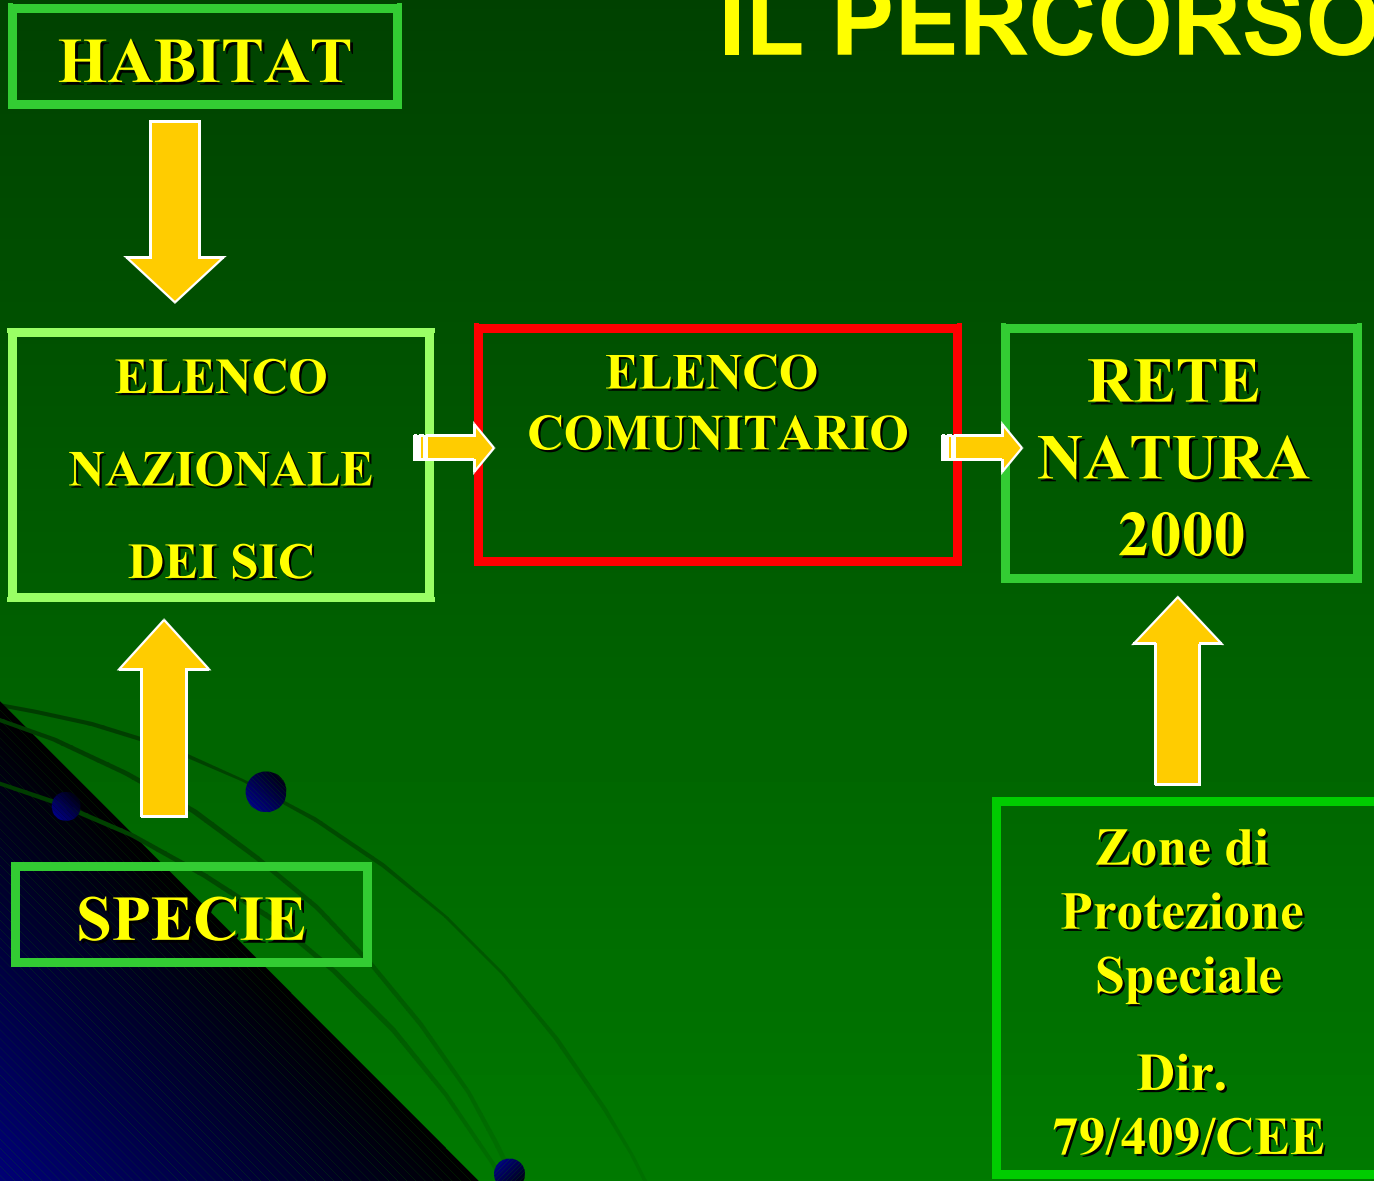 IL PERCORSO
HABITAT
ELENCO
NAZIONALE
DEI SIC
ELENCO
COMUNITARIO
RETE
NATURA
2000
SPECIE
Zone di
Protezione
Speciale
Dir.
79/409/CEE